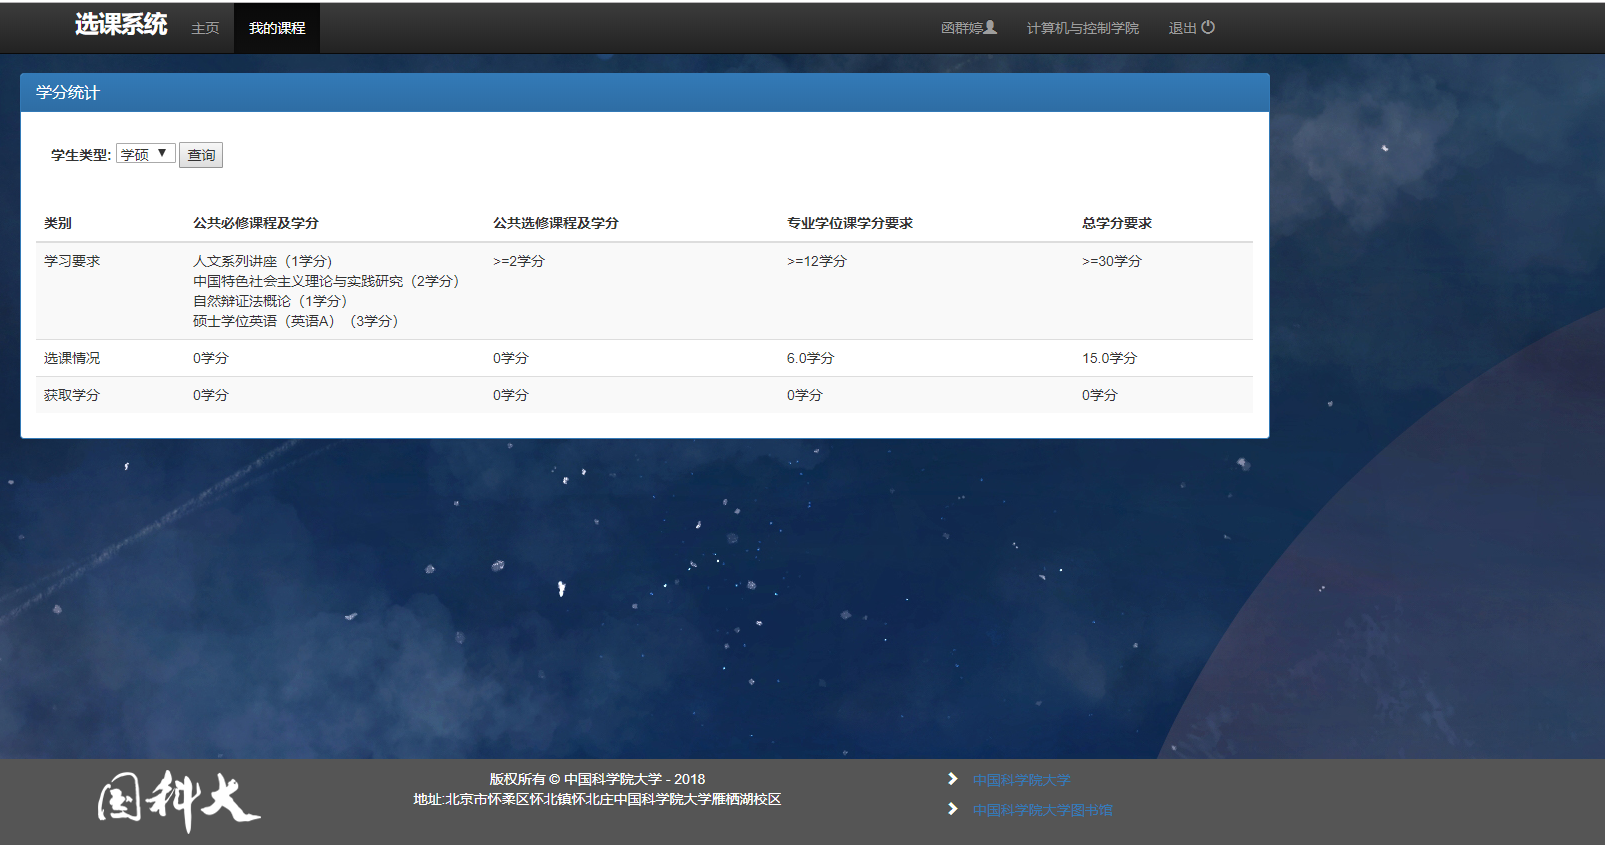 选课系统 主页 我的课程 函群婷 计算机与控制学院 退出
学分统计
学生类型: 学硕 查询
类别 公共必修课程及学分 公共选修课程及学分 专业学位课学分要求 总学分要求
学习要求 人文系列讲座（1学分) >=2学分 >=12学分 >=30学分
中国特色社会主义理论与实践研究（2学分）
自然辩证法概论（1学分）
硕士学位英语（英语A）（3学分）
选课情况 0学分 0学分 6.0学分 15.0学分
获取学分 0学分 0学分 0学分 0学分
国科大
版权所有 © 中国科学院大学 - 2018
地址:北京市怀柔区怀北镇怀北庄中国科学院大学雁栖湖校区
中国科学院大学
中国科学院大学图书馆